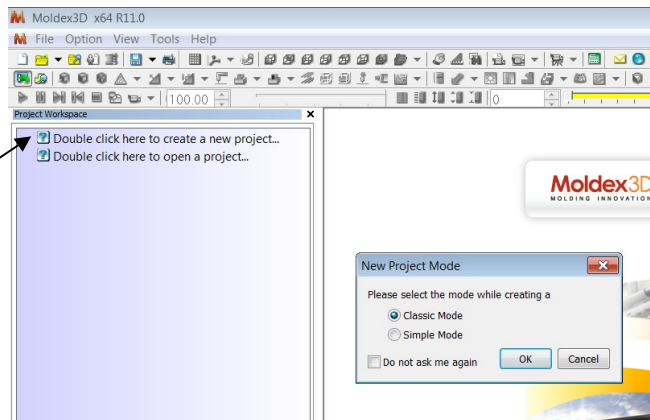 Moldex3D x64 R11.0
File Option View Tools Help
100.00
0
Project Workspace x
Double click here to create a new project...
Double click here to open a project...
Moldex3D
MOLDING INNOVATION
New Project Mode
Please select the mode while creating a
Classic Mode
Simple Mode
Do not ask me again OK Cancel